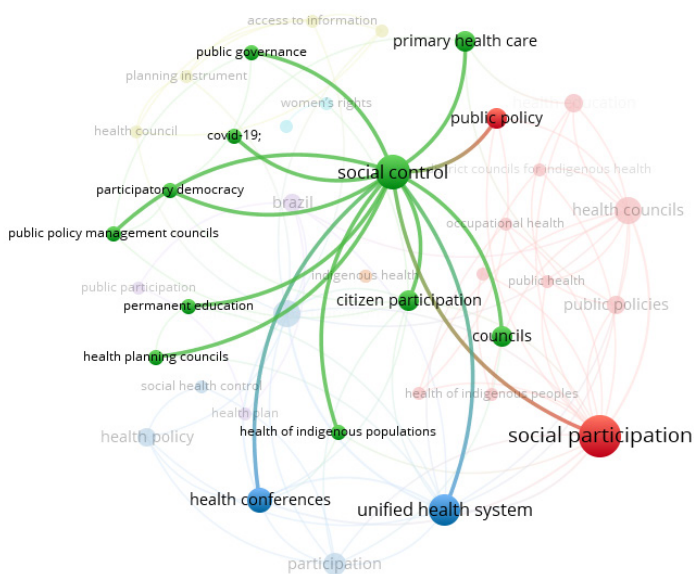 access to information
public governance
primary health care
planning instrument
women's rights
health education
public policy
health council
covid-19;
social control
rict councils for indigenous health
participatory democracy
brazil
health councils
occupational health
public policy management councils
indigenous health
public health
public participation
citizen participation
public policies
permanent education
councils
health planning councils
social health control
health of indigenous peoples
health plan
health of indigenous populations
health policy
social participation
health conferences
unified health system
participation